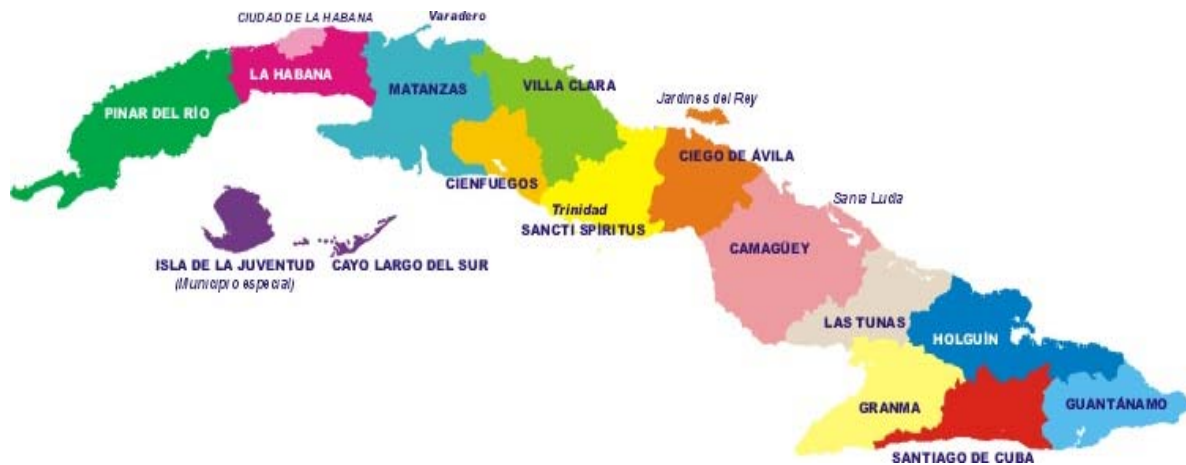 CIUDAD DE LA HABANA
Varadero
LA HABANA
MATANZAS
VILLA CLARA
PINAR DEL RÍO
Jardines del Rey
CIEGO DE ÁVILA
CIENFUEGOS
Trinidad
SANCTI SPÍRITUS
Santa Lucía
CAMAGÜEY
ISLA DE LA JUVENTUD
(Municipio especial)
CAYO LARGO DEL SUR
LAS TUNAS
HOLGUÍN
GRANMA
GUANTÁNAMO
SANTIAGO DE CUBA